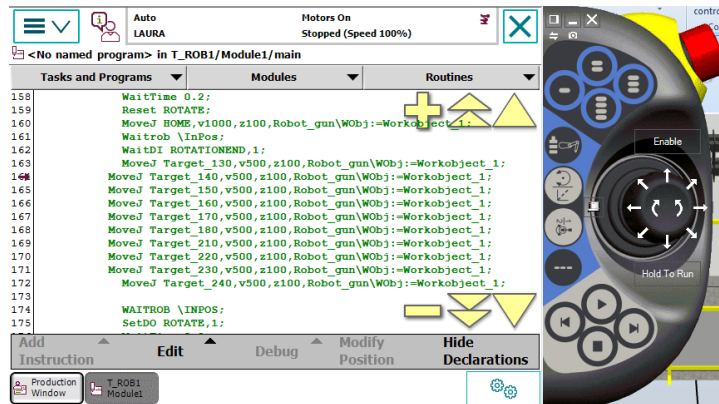 Auto
LAURA
Motors On
Stopped (Speed 100%)
<No named program> in T_ROB1/Module1/main
Tasks and Programs
Modules
Routines
158 WaitTime 0.2;
159 Reset ROTATE;
160 MoveJ HOME,v1000,z100,Robot_gun\WObj:=Workobject_1;
161 Waitrob \InPos;
162 WaitDI ROTATIONEND,1;
163 MoveJ Target_130,v500,z100,Robot_gun\WObj:=Workobject_1;
164 MoveJ Target_140,v500,z100,Robot_gun\WObj:=Workobject_1;
165 MoveJ Target_150,v500,z100,Robot_gun\WObj:=Workobject_1;
166 MoveJ Target_160,v500,z100,Robot_gun\WObj:=Workobject_1;
167 MoveJ Target_170,v500,z100,Robot_gun\WObj:=Workobject_1;
168 MoveJ Target_180,v500,z100,Robot_gun\WObj:=Workobject_1;
169 MoveJ Target_210,v500,z100,Robot_gun\WObj:=Workobject_1;
170 MoveJ Target_220,v500,z100,Robot_gun\WObj:=Workobject_1;
171 MoveJ Target_230,v500,z100,Robot_gun\WObj:=Workobject_1;
172 MoveJ Target_240,v500,z100,Robot_gun\WObj:=Workobject_1;
173
174 WAITROB \INPOS;
175 SetDO ROTATE,1;
Add Instruction
Edit
Debug
Modify Position
Hide Declarations
Production Window
T_ROB1 Module1
Enable
Hold To Run
contro